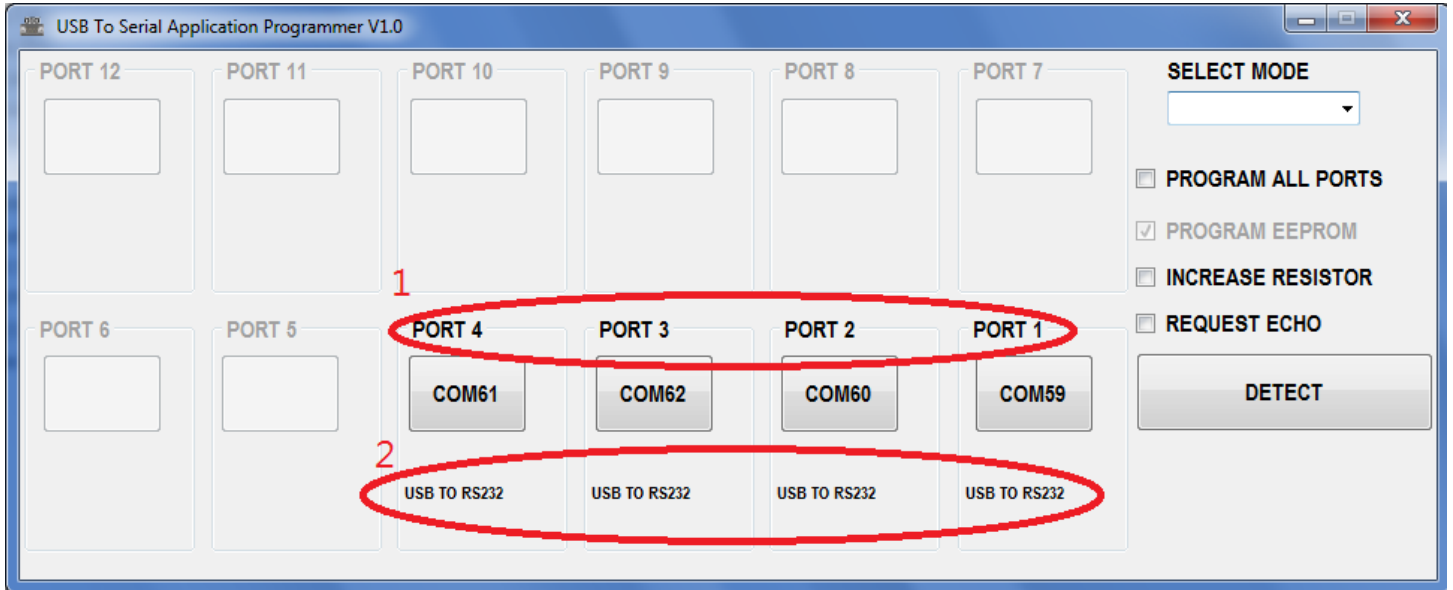 USB To Serial Application Programmer V1.0
PORT 12 PORT 11 PORT 10 PORT 9 PORT 8 PORT 7 SELECT MODE
PROGRAM ALL PORTS
PROGRAM EEPROM
1 INCREASE RESISTOR
PORT 6 PORT 5 PORT 4 PORT 3 PORT 2 PORT 1 REQUEST ECHO
COM61 COM62 COM60 COM59 DETECT
2
USB TO RS232 USB TO RS232 USB TO RS232 USB TO RS232